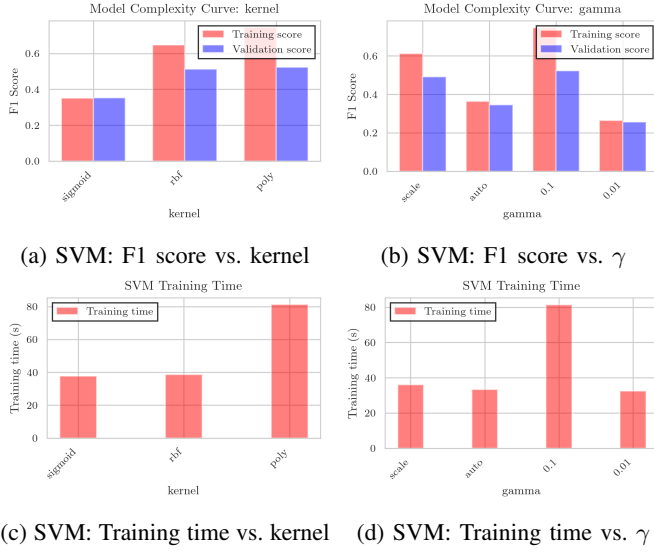 Model Complexity Curve: kernel
Training score
Validation score
F1 Score
0.6
0.4
0.2
0.0
sigmoid
rbf
poly
kernel
(a) SVM: F1 score vs. kernel
Model Complexity Curve: gamma
Training score
Validation score
F1 Score
0.6
0.4
0.2
0.0
scale
auto
0.1
0.01
gamma
(b) SVM: F1 score vs. γ
SVM Training Time
Training time
Training time (s)
80
60
40
20
0
sigmoid
rbf
poly
kernel
(c) SVM: Training time vs. kernel
SVM Training Time
Training time
Training time (s)
80
60
40
20
0
scale
auto
0.1
0.01
gamma
(d) SVM: Training time vs. γ